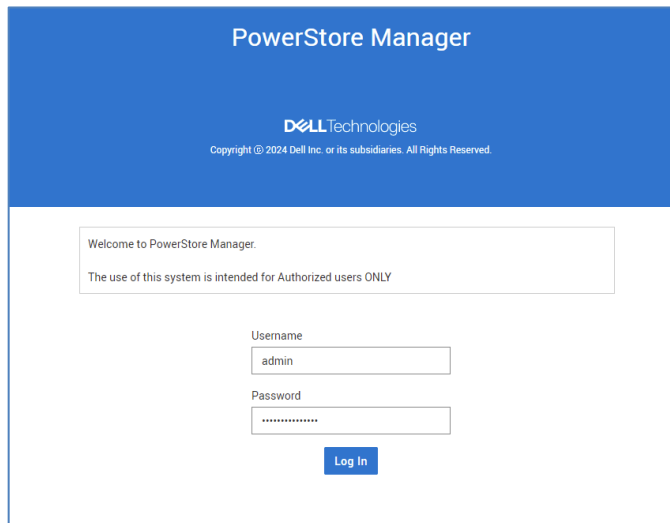 PowerStore Manager
DELLTechnologies
Copyright © 2024 Dell Inc. or its subsidiaries. All Rights Reserved.
Welcome to PowerStore Manager.
The use of this system is intended for Authorized users ONLY
Username
admin
Password
•••••••••••••••
Log In